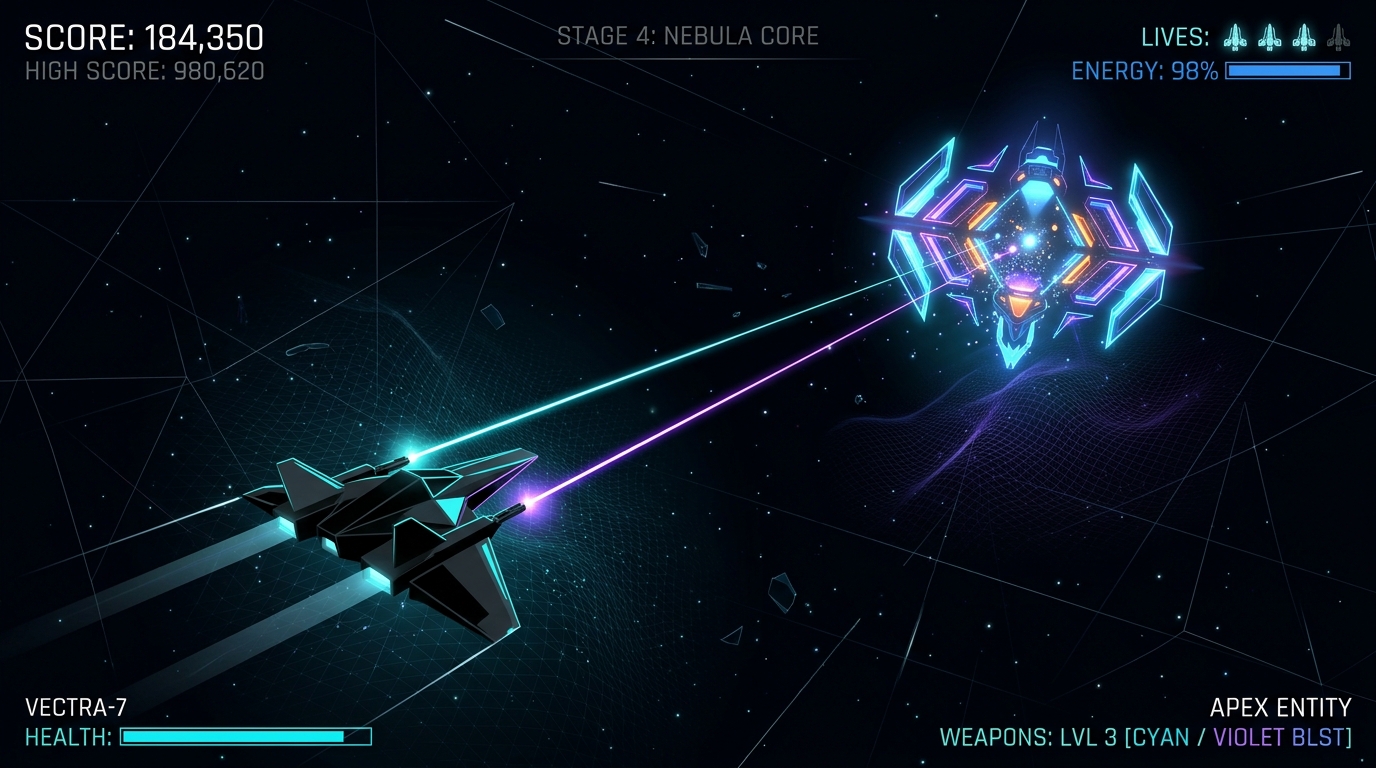 SCORE: 184,350
HIGH SCORE: 980,620
STAGE 4: NEBULA CORE
LIVES:
ENERGY: 98%
VECTRA-7
HEALTH:
APEX ENTITY
WEAPONS: LVL 3 [CYAN / VIOLET BLST]